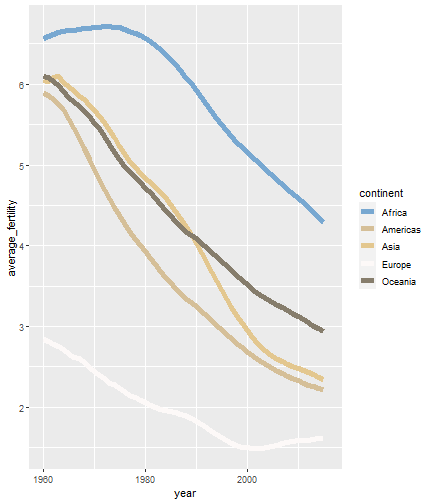 6
5
4
3
2
average_fertility
1960
1980
2000
year
continent
Africa
Americas
Asia
Europe
Oceania